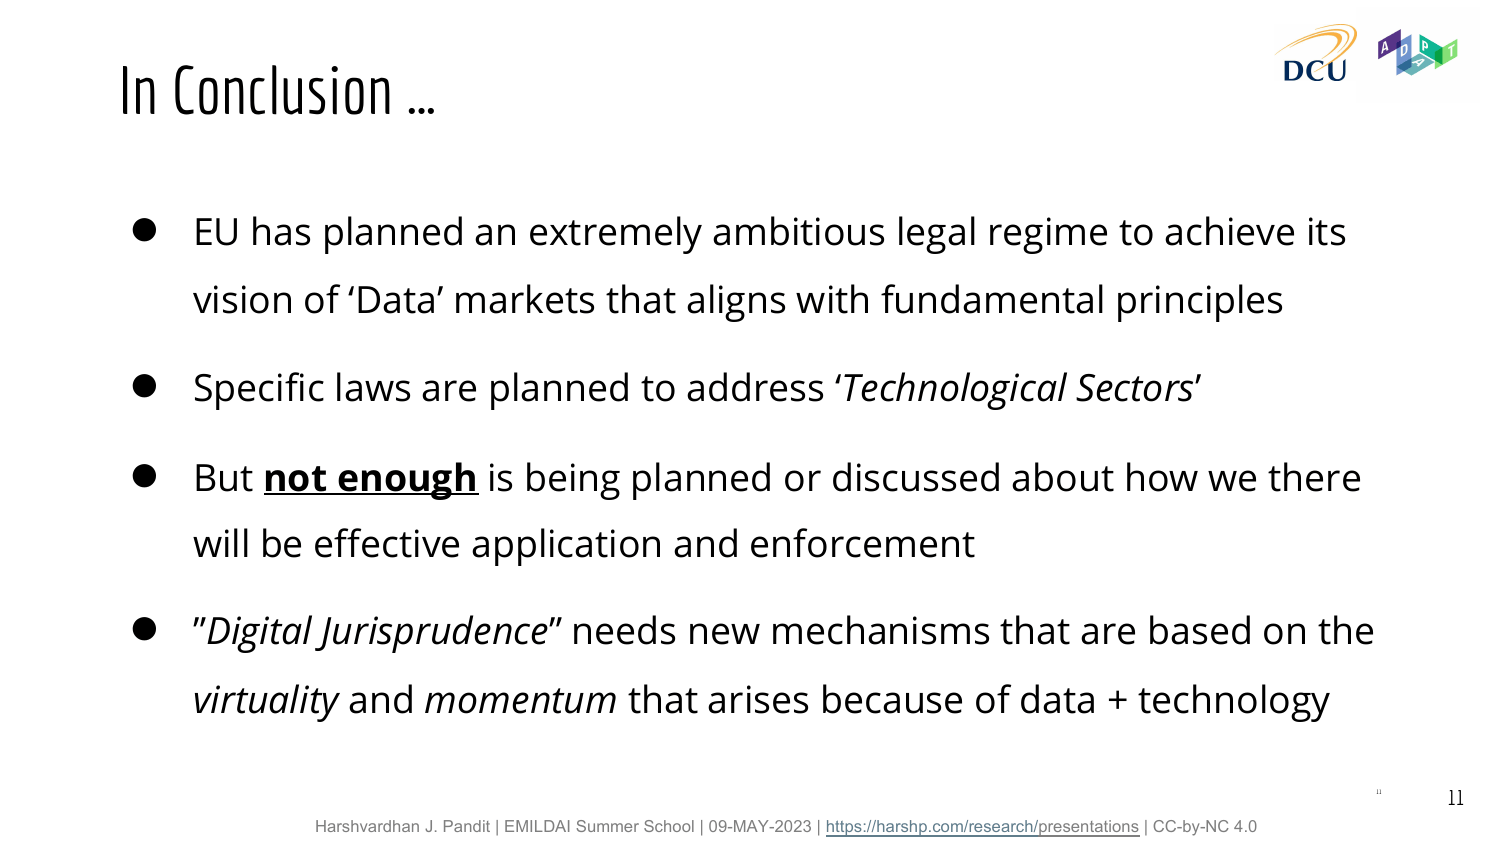 In Conclusion …
DCU
ADAPT
● EU has planned an extremely ambitious legal regime to achieve its
vision of ‘Data’ markets that aligns with fundamental principles
● Specific laws are planned to address ‘Technological Sectors’
● But not enough is being planned or discussed about how we there
will be effective application and enforcement
● ”Digital Jurisprudence” needs new mechanisms that are based on the
virtuality and momentum that arises because of data + technology
11
11
Harshvardhan J. Pandit | EMILDAI Summer School | 09-MAY-2023 | https://harshp.com/research/presentations | CC-by-NC 4.0